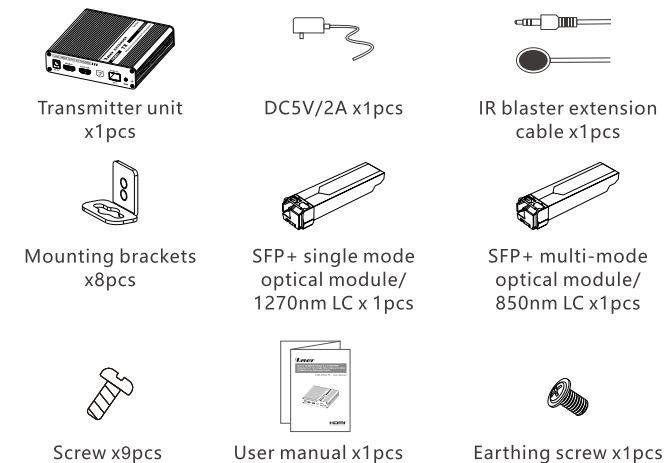 Transmitter unit
x1pcs
DC5V/2A x1pcs
IR blaster extension
cable x1pcs
Mounting brackets
x8pcs
SFP+ single mode
optical module/
1270nm LC x 1pcs
SFP+ multi-mode
optical module/
850nm LC x1pcs
HDMI
Screw x9pcs
User manual x1pcs
Earthing screw x1pcs